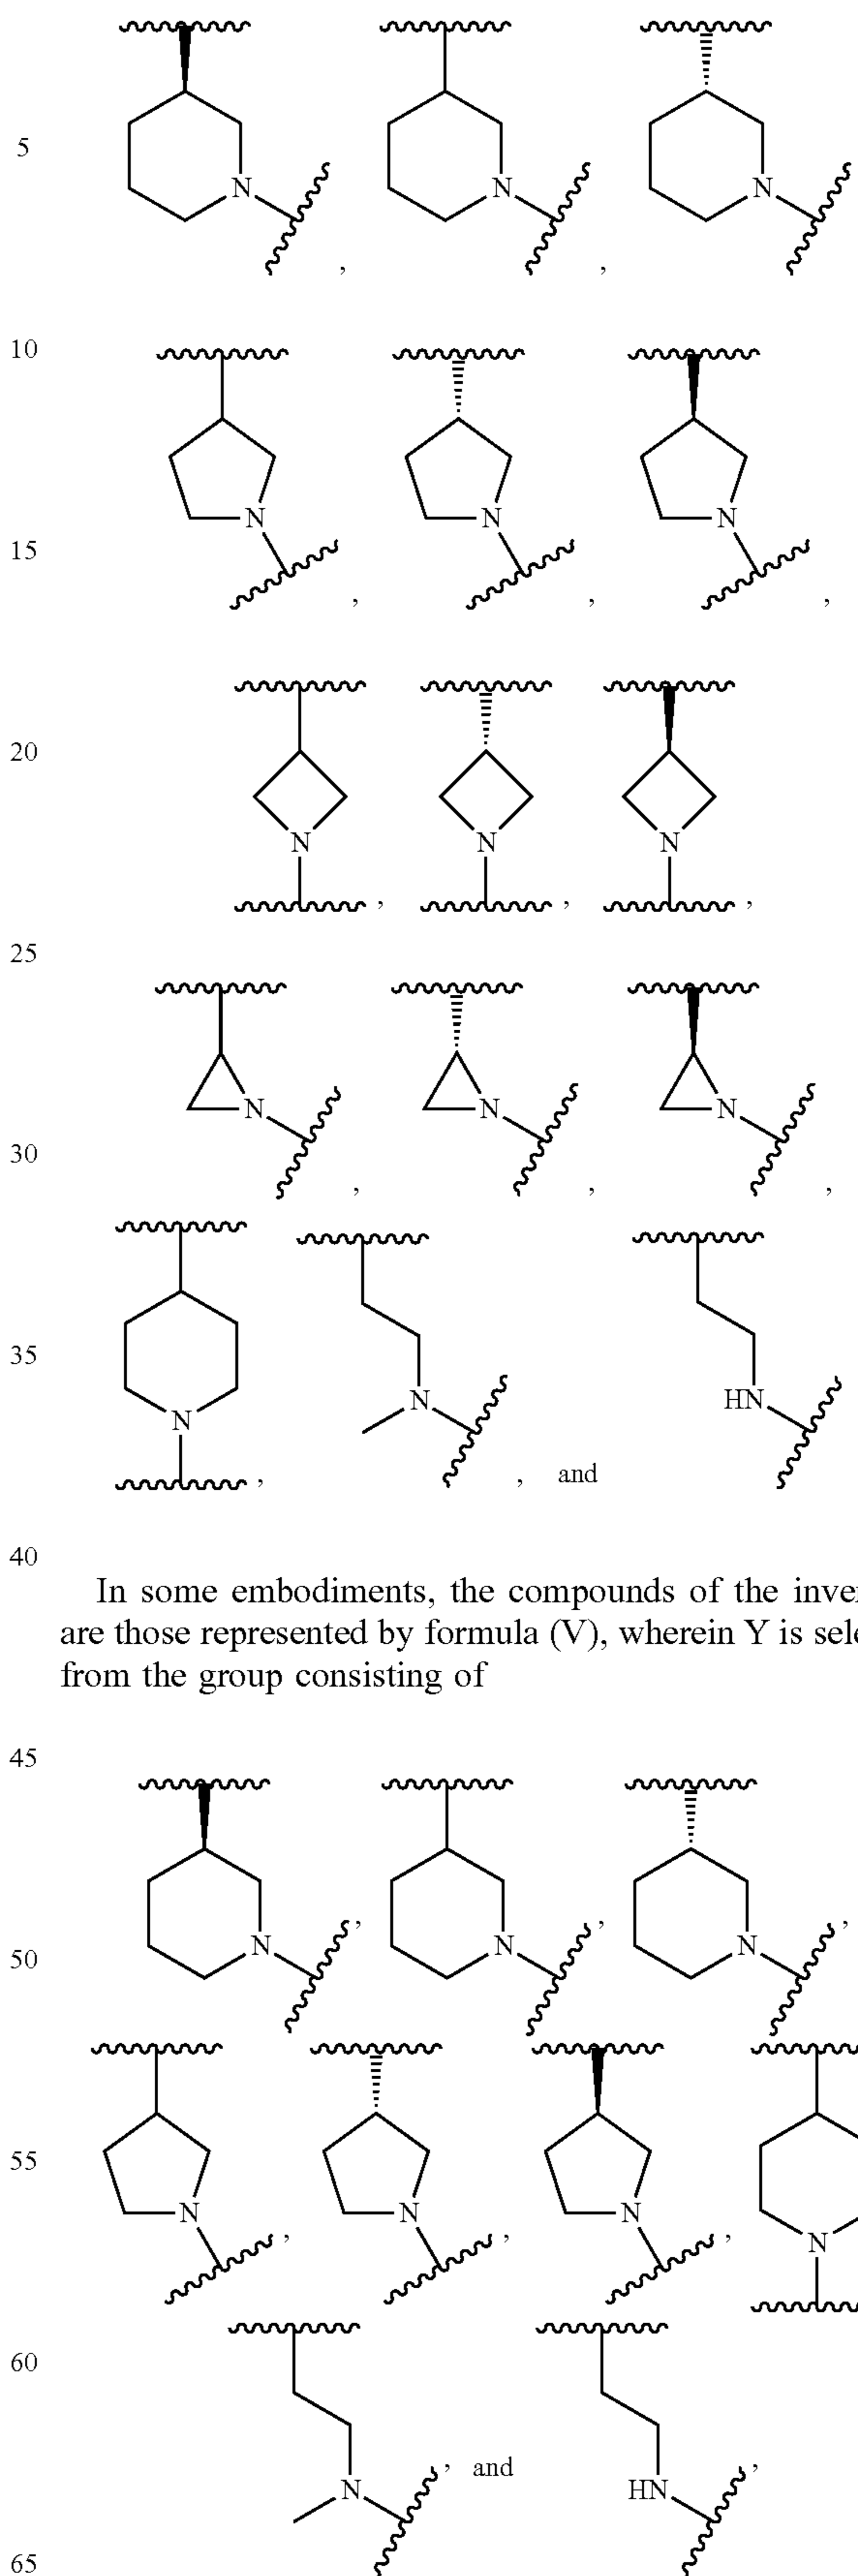 5
N N N
, ,
10
N N N
15
, , ,
20
N N N
, , ,
25
N N N
30
, , ,
35
N N HN
, , and
40
In some embodiments, the compounds of the inven
are those represented by formula (V), wherein Y is sele
from the group consisting of
45
, , ,
50
N N N
55
N N N N
, , ,
60
, and ,
N HN
65